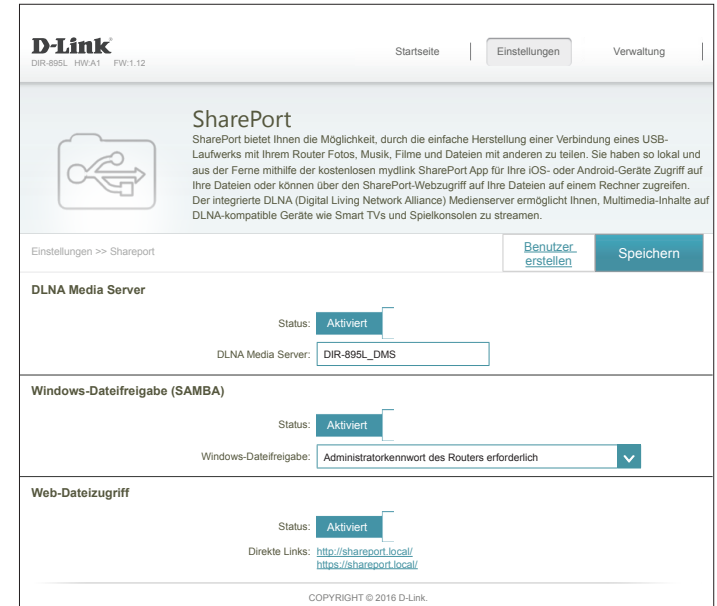 D-Link
DIR-895L HW:A1 FW:1.12
Startseite
Einstellungen
Verwaltung
SharePort
SharePort bietet Ihnen die Möglichkeit, durch die einfache Herstellung einer Verbindung eines USB-
Laufwerks mit Ihrem Router Fotos, Musik, Filme und Dateien mit anderen zu teilen. Sie haben so lokal und
aus der Ferne mithilfe der kostenlosen mydlink SharePort App für Ihre iOS- oder Android-Geräte Zugriff auf
Ihre Dateien oder können über den SharePort-Webzugriff auf Ihre Dateien auf einem Rechner zugreifen.
Der integrierte DLNA (Digital Living Network Alliance) Medienserver ermöglicht Ihnen, Multimedia-Inhalte auf
DLNA-kompatible Geräte wie Smart TVs und Spielkonsolen zu streamen.
Einstellungen >> Shareport
Benutzer
erstellen
Speichern
DLNA Media Server
Status: Aktiviert
DLNA Media Server: DIR-895L_DMS
Windows-Dateifreigabe (SAMBA)
Status: Aktiviert
Windows-Dateifreigabe: Administratorkennwort des Routers erforderlich
Web-Dateizugriff
Status: Aktiviert
Direkte Links: http://shareport.local/
https://shareport.local/
COPYRIGHT © 2016 D-Link.